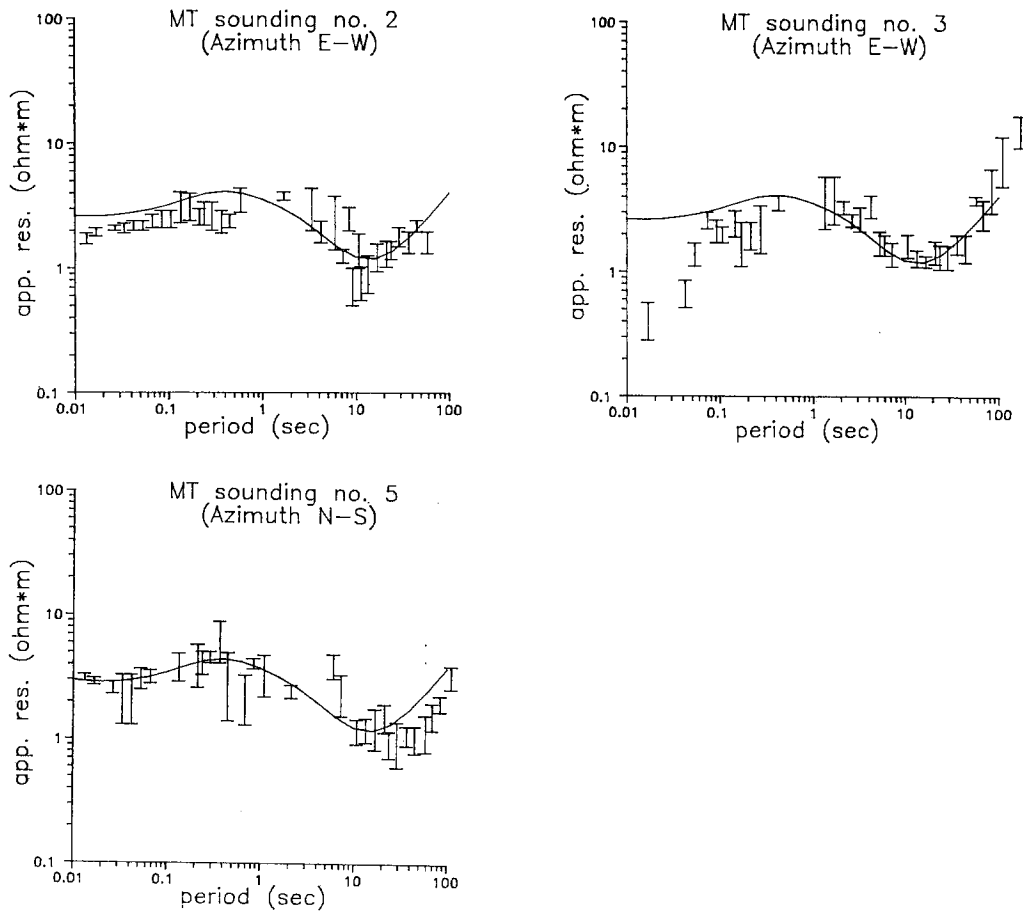 MT sounding no. 2
(Azimuth E-W)
100
10
1
0.1
app. res. (ohm*m)
0.01 0.1 1 10 100
period (sec)
MT sounding no. 3
(Azimuth E-W)
100
10
1
0.1
app. res. (ohm*m)
0.01 0.1 1 10 100
period (sec)
MT sounding no. 5
(Azimuth N-S)
100
10
1
0.1
app. res. (ohm*m)
0.01 0.1 1 10 100
period (sec)